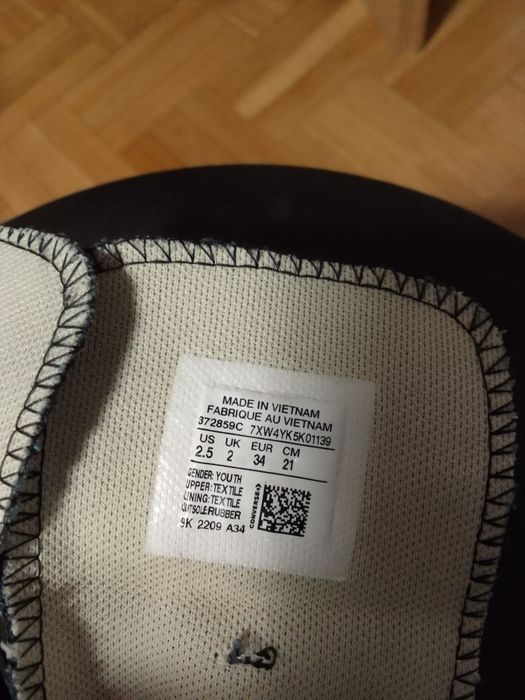 MADE IN VIETNAM
FABRIQUE AU VIETNAM
372859C 7XW4YK5K01139
US UK EUR CM
2.5 2 34 21
GENDER: YOUTH
UPPER: TEXTILE
LINING: TEXTILE
OUTSOLE:RUBBER
CONVERSE
2209 A34